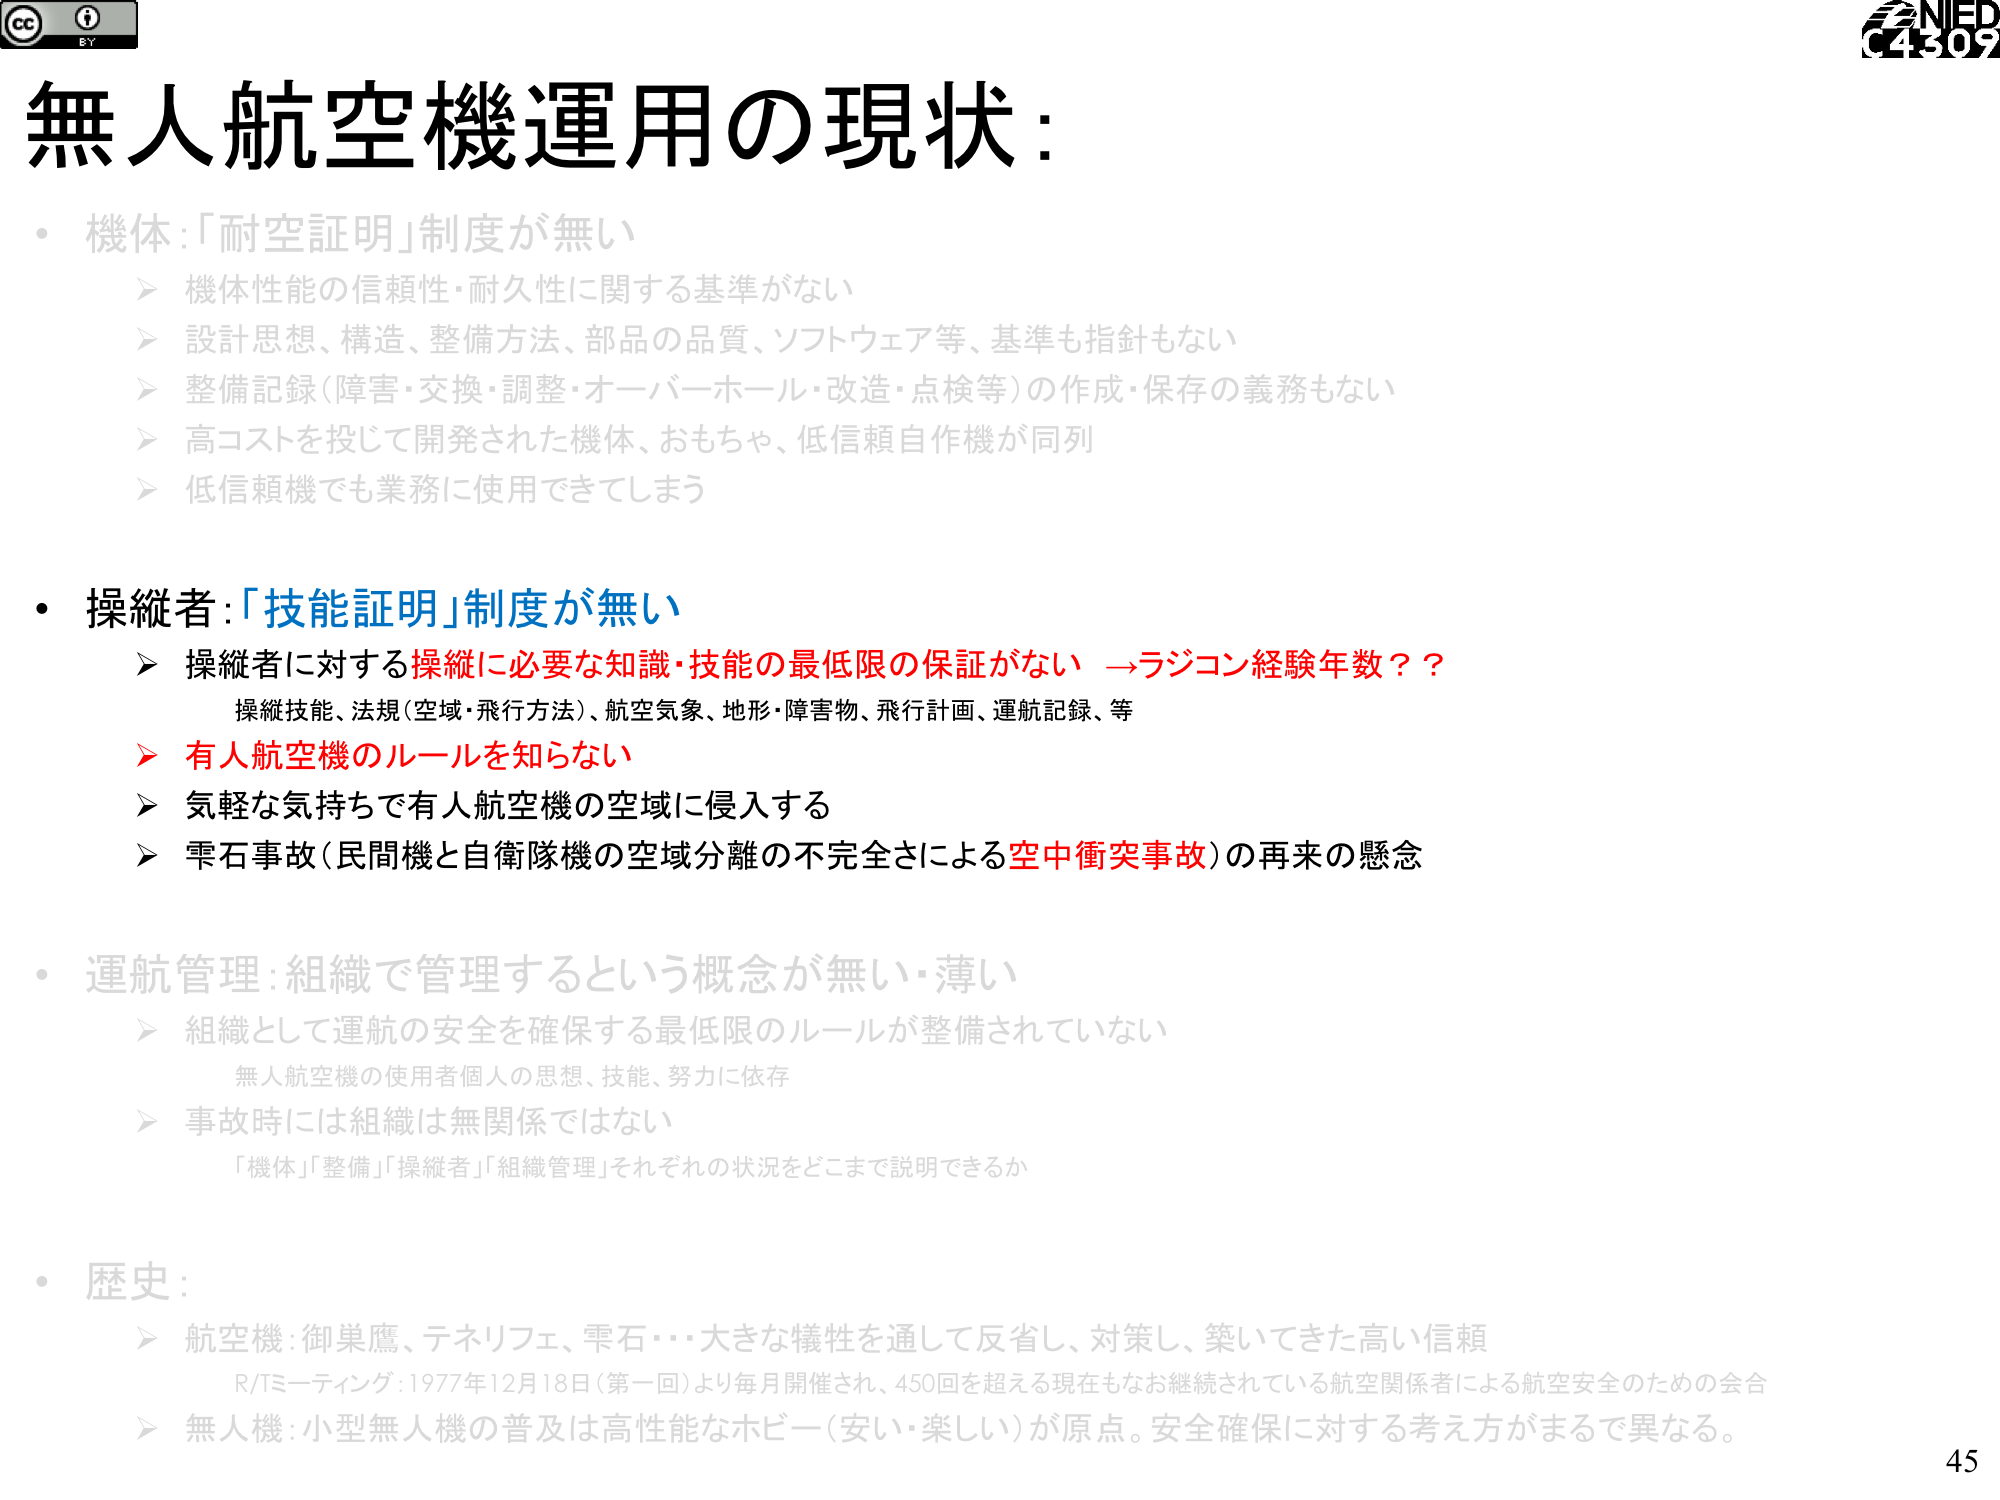 cc BY
NIED
C4309
無人航空機運用の現状:
• 機体:「耐空証明」制度が無い
➢ 機体性能の信頼性・耐久性に関する基準がない
➢ 設計思想、構造、整備方法、部品の品質、ソフトウェア等、基準も指針もない
➢ 整備記録(障害・交換・調整・オーバーホール・改造・点検等)の作成・保存の義務もない
➢ 高コストを投じて開発された機体、おもちゃ、低信頼自作機が同列
➢ 低信頼機でも業務に使用できてしまう
• 操縦者:「技能証明」制度が無い
➢ 操縦者に対する操縦に必要な知識・技能の最低限の保証がない →ラジコン経験年数??
操縦技能、法規(空域・飛行方法)、航空気象、地形・障害物、飛行計画、運航記録、等
➢ 有人航空機のルールを知らない
➢ 気軽な気持ちで有人航空機の空域に侵入する
➢ 雫石事故(民間機と自衛隊機の空域分離の不完全さによる空中衝突事故)の再来の懸念
• 運航管理:組織で管理するという概念が無い・薄い
➢ 組織として運航の安全を確保する最低限のルールが整備されていない
無人航空機の使用者個人の思想、技能、努力に依存
➢ 事故時には組織は無関係ではない
「機体」「整備」「操縦者」「組織管理」それぞれの状況をどこまで説明できるか
• 歴史:
➢ 航空機:御巣鷹、テネリフェ、雫石・・・大きな犠牲を通して反省し、対策し、築いてきた高い信頼
R/Tミーティング:1977年12月18日(第一回)より毎月開催され、450回を超える現在もなお継続されている航空関係者による航空安全のための会合
➢ 無人機:小型無人機の普及は高性能なホビー(安い・楽しい)が原点。安全確保に対する考え方がまるで異なる。
45